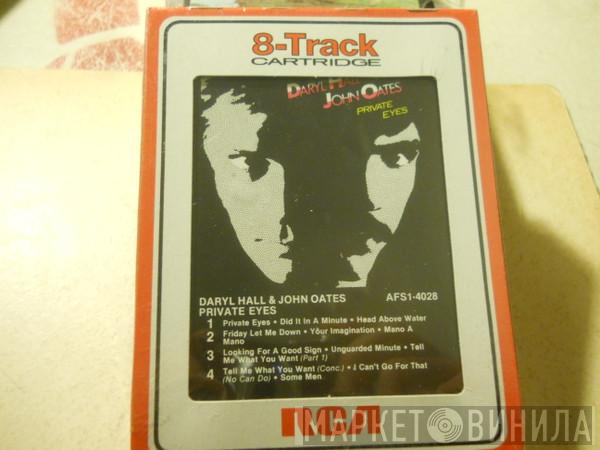 8-Track
CARTRIDGE
DARYL HALL
JOHN OATES
PRIVATE
EYES
DARYL HALL & JOHN OATES AFS1-4028
PRIVATE EYES
1 Private Eyes • Did It In A Minute • Head Above Water
2 Friday Let Me Down • Your Imagination • Mano A
Mano
3 Looking For A Good Sign • Unguarded Minute • Tell
Me What You Want (Part 1)
4 Tell Me What You Want (Conc.) • I Can't Go For That
(No Can Do) • Some Men
RCA
МАРКЕТ ВИНИЛА